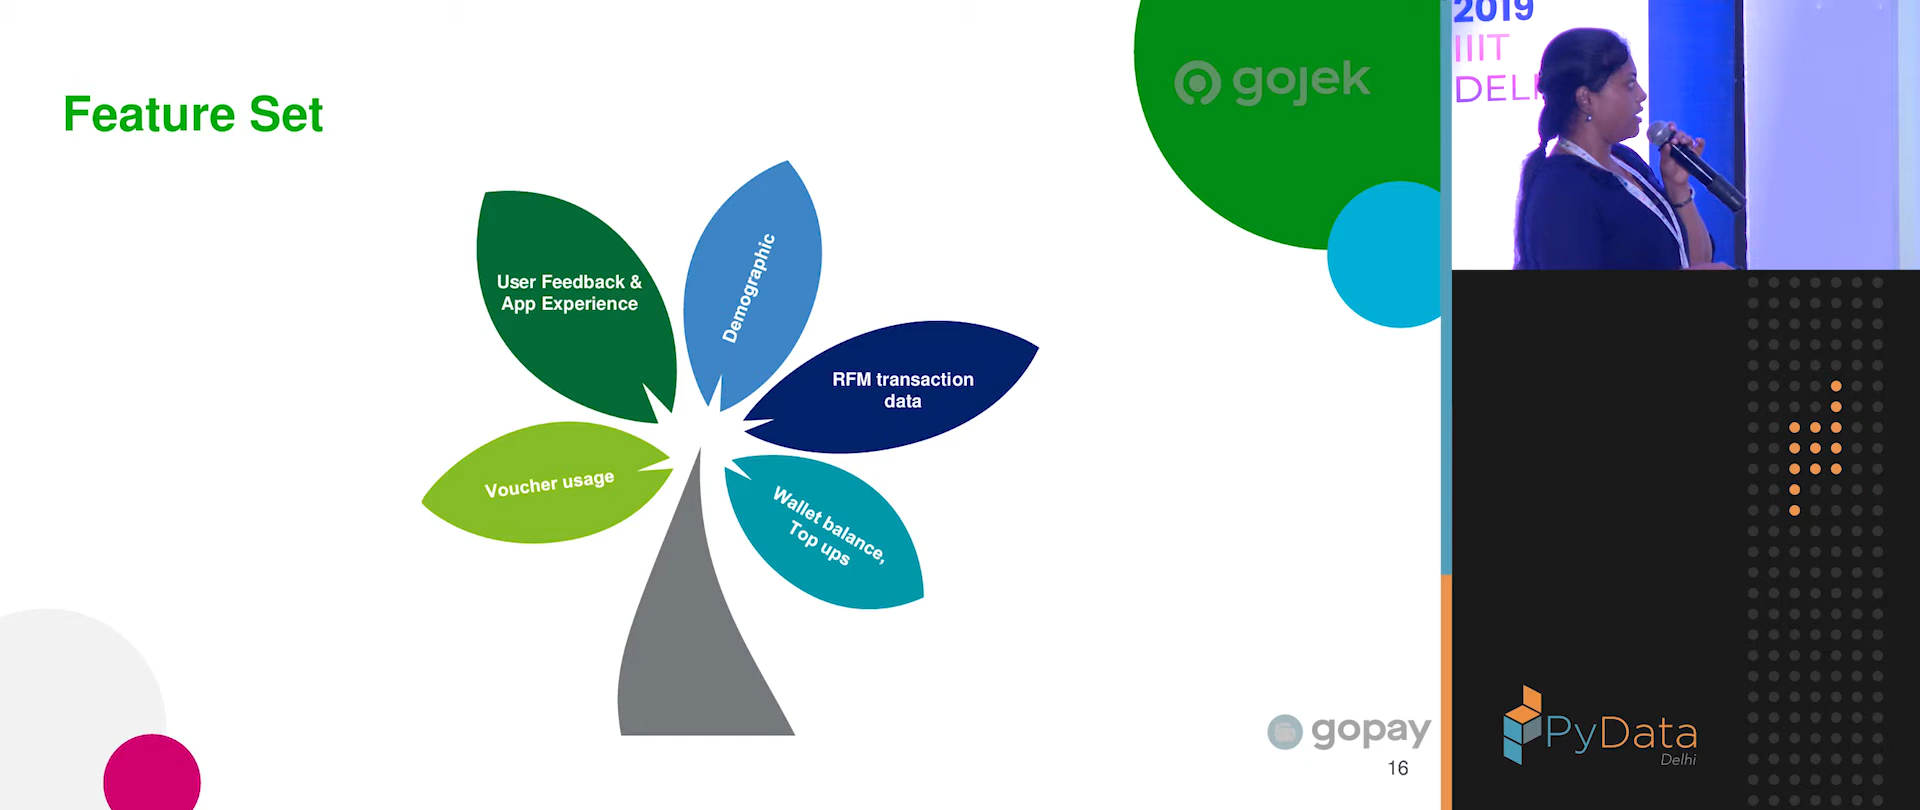 Feature Set
gojek
User Feedback &
App Experience
Demographic
RFM transaction
data
Voucher usage
Wallet balance,
Top ups
gopay
16
2019
IIIT
DEL
PyData
Delhi